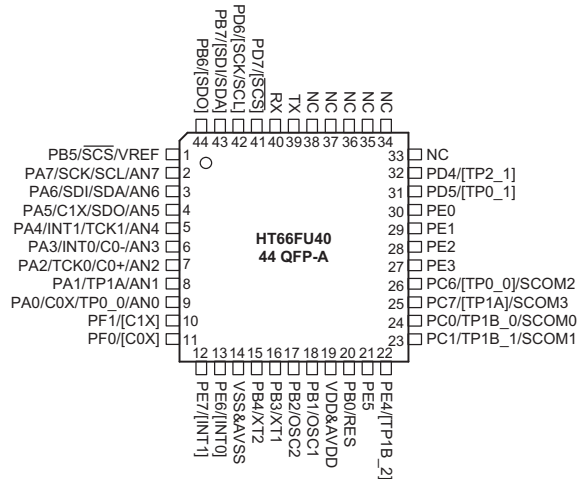 PB6/[SDO]
PB7/[SDI/SDA]
PD6/[SCK/SCL]
PD7/[SCS]
RX
TX
NC
NC
NC
NC
NC
44 43 42 41 40 39 38 37 36 35 34
PB5/SCS/VREF 1
PA7/SCK/SCL/AN7 2
PA6/SDI/SDA/AN6 3
PA5/C1X/SDO/AN5 4
PA4/INT1/TCK1/AN4 5
PA3/INT0/C0-/AN3 6
PA2/TCK0/C0+/AN2 7
PA1/TP1A/AN1 8
PA0/C0X/TP0_0/AN0 9
PF1/[C1X] 10
PF0/[C0X] 11
HT66FU40
44 QFP-A
33 NC
32 PD4/[TP2_1]
31 PD5/[TP0_1]
30 PE0
29 PE1
28 PE2
27 PE3
26 PC6/[TP0_0]/SCOM2
25 PC7/[TP1A]/SCOM3
24 PC0/TP1B_0/SCOM0
23 PC1/TP1B_1/SCOM1
12 13 14 15 16 17 18 19 20 21 22
PE7/[INT1]
PE6/[INT0]
VSS&AVSS
PB4/XT2
PB3/XT1
PB2/OSC2
PB1/OSC1
VDD&AVDD
PB0/RES
PE5
PE4/[TP1B_2]